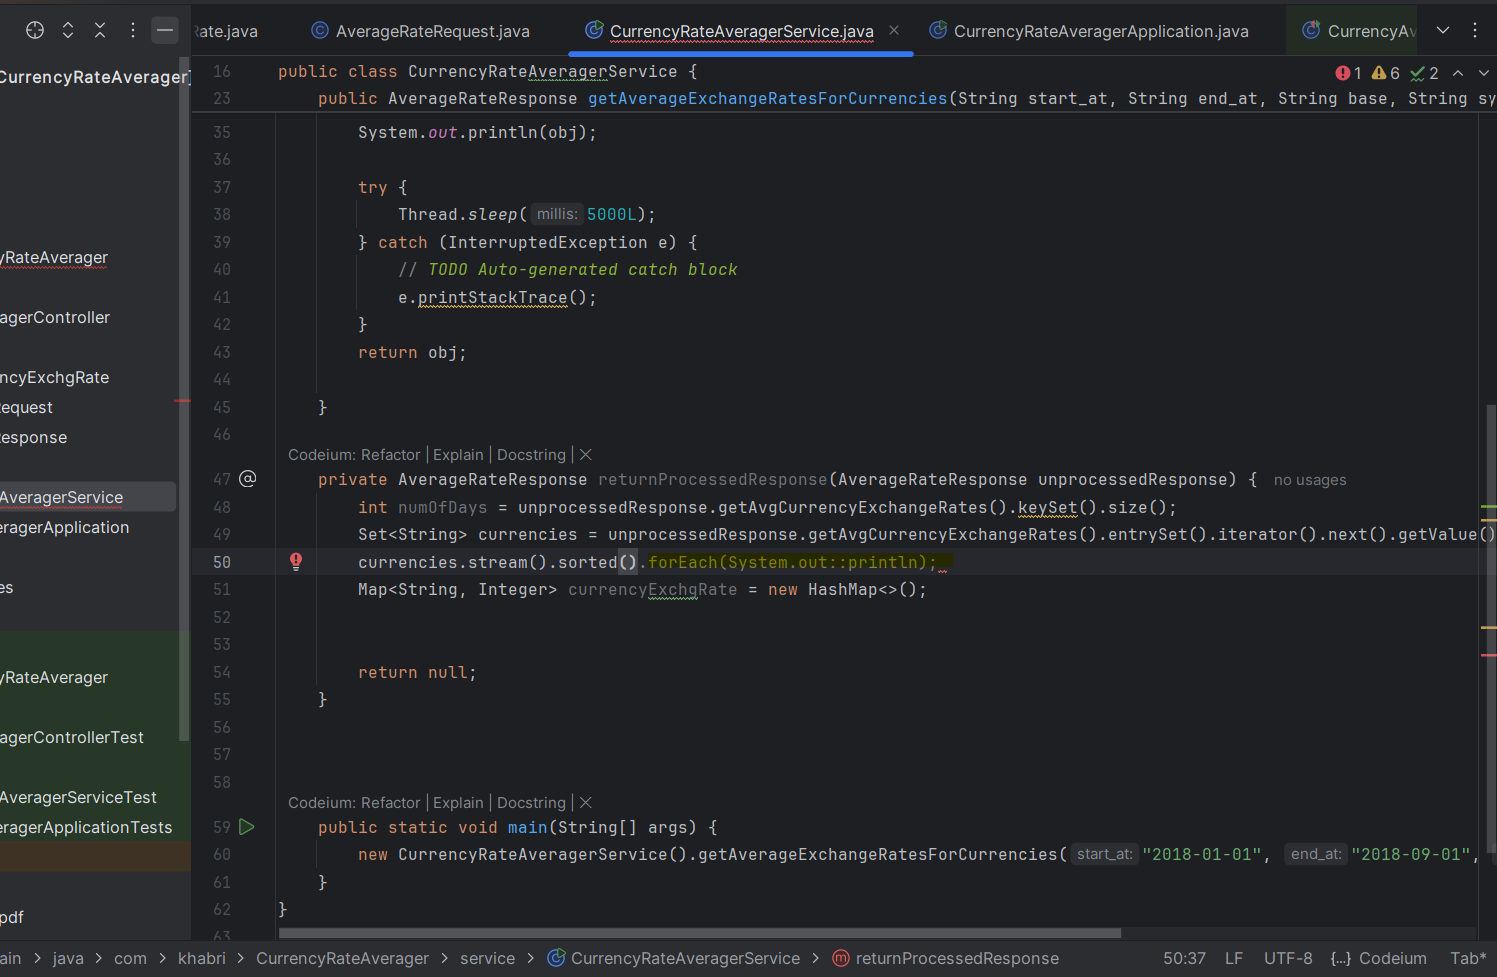 Rate.java AverageRateRequest.java CurrencyRateAveragerService.java CurrencyRateAveragerApplication.java CurrencyAv
CurrencyRateAverager]
yRateAverager
agerController
ncyExchgRate
Request
Response
AveragerService
eragerApplication
es
yRateAverager
agerControllerTest
AveragerServiceTest
eragerApplicationTests
pdf
1 6 2
16 public class CurrencyRateAveragerService {
23 public AverageRateResponse getAverageExchangeRatesForCurrencies(String start_at, String end_at, String base, String sy
35 System.out.println(obj);
36
37 try {
38 Thread.sleep( millis: 5000L);
39 } catch (InterruptedException e) {
40 // TODO Auto-generated catch block
41 e.printStackTrace();
42 }
43 return obj;
44
45 }
46
Codeium: Refactor | Explain | Docstring | X
47 @ private AverageRateResponse returnProcessedResponse(AverageRateResponse unprocessedResponse) { no usages
48 int numOfDays = unprocessedResponse.getAvgCurrencyExchangeRates().keySet().size();
49 Set<String> currencies = unprocessedResponse.getAvgCurrencyExchangeRates().entrySet().iterator().next().getValue()
50 currencies.stream().sorted().forEach(System.out::println);
51 Map<String, Integer> currencyExchgRate = new HashMap<>();
52
53
54 return null;
55 }
56
57
58
Codeium: Refactor | Explain | Docstring | X
59 public static void main(String[] args) {
60 new CurrencyRateAveragerService().getAverageExchangeRatesForCurrencies( start_at: "2018-01-01", end_at: "2018-09-01",
61 }
62 }
63
ain > java > com > khabri > CurrencyRateAverager > service > CurrencyRateAveragerService > returnProcessedResponse 50:37 LF UTF-8 {...} Codeium Tab*